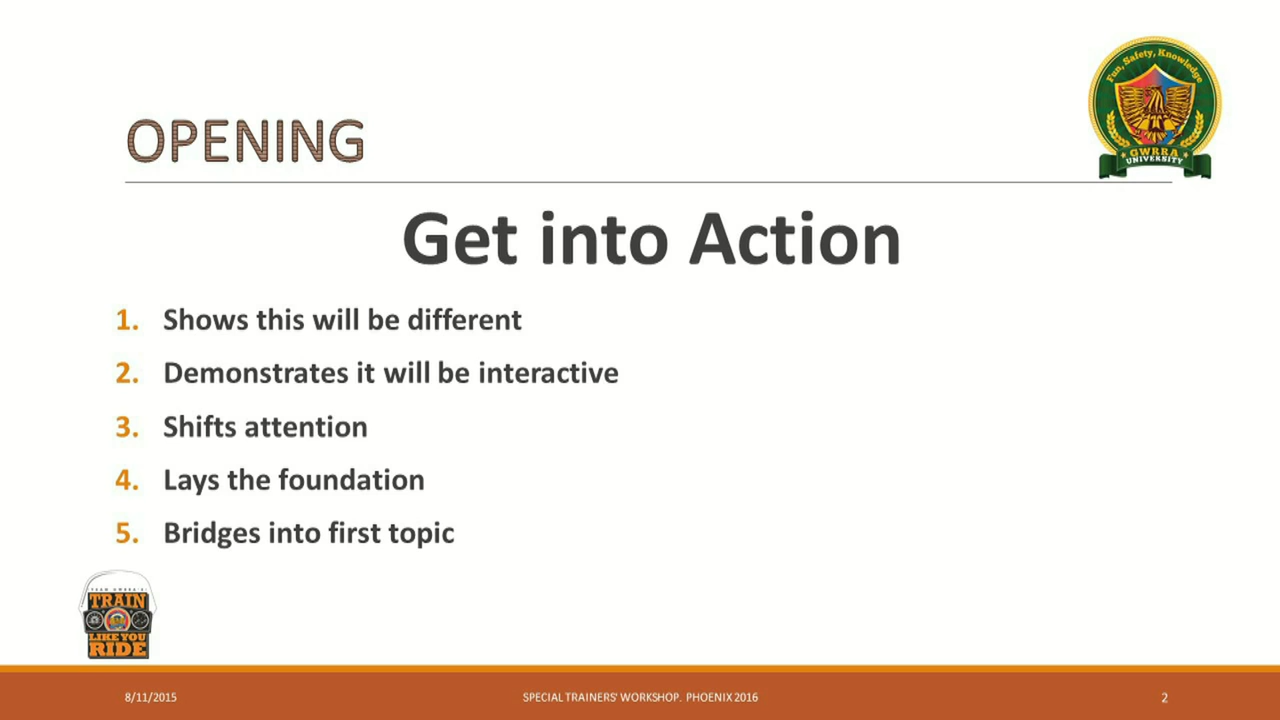 Fun, Safety, Knowledge
GWRRA
UNIVERSITY
OPENING
Get into Action
1. Shows this will be different
2. Demonstrates it will be interactive
3. Shifts attention
4. Lays the foundation
5. Bridges into first topic
TRAIN
LIKE YOU
RIDE
8/11/2015
SPECIAL TRAINERS' WORKSHOP. PHOENIX 2016
2